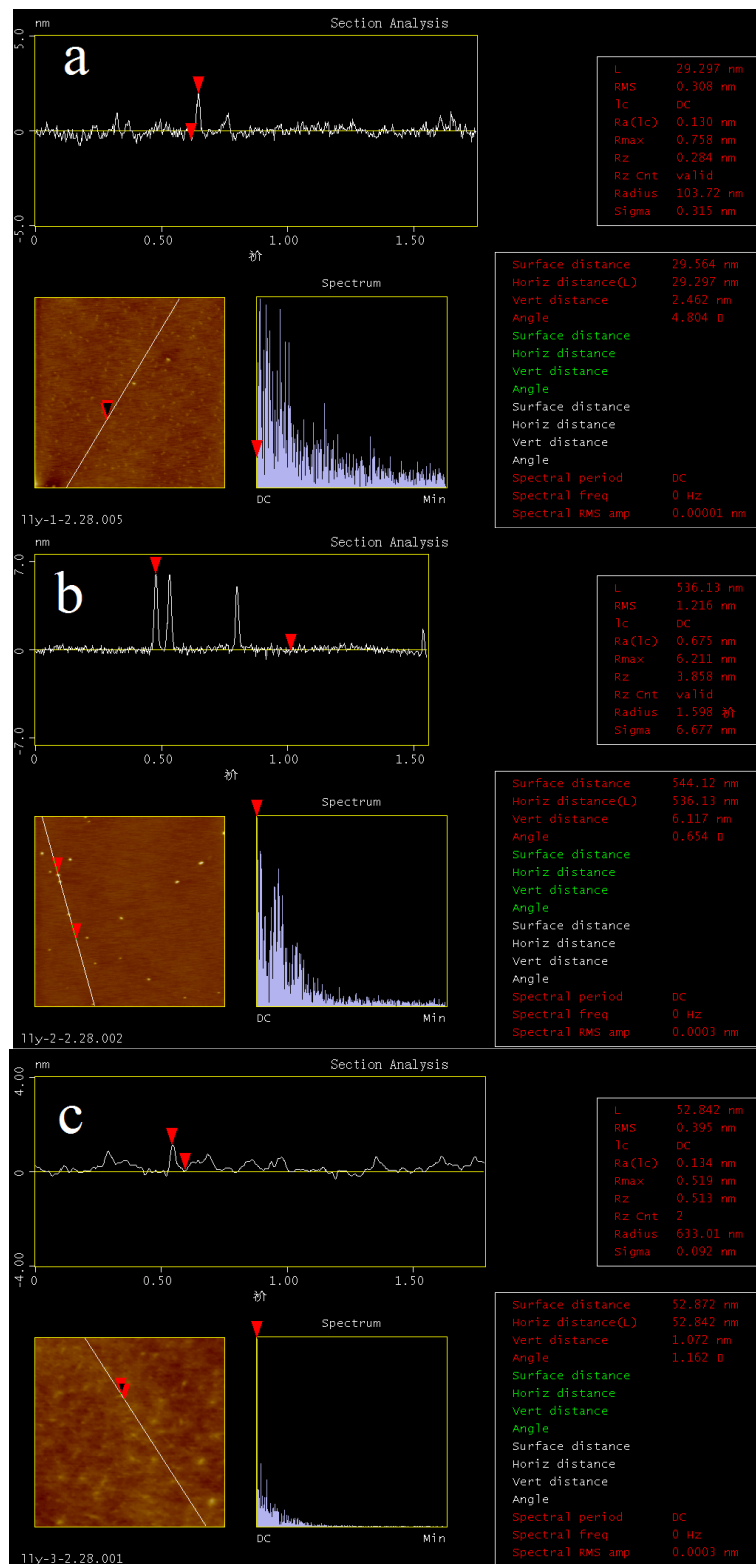 nm Section Analysis
a
5.0
0
-5.0
0 0.50 1.00 1.50
L 29.297 nm
RMS 0.308 nm
lc DC
Ra(lc) 0.130 nm
Rmax 0.758 nm
Rz 0.284 nm
Rz Cnt valid
Radius 103.72 nm
Sigma 0.315 nm
Surface distance 29.564 nm
Horiz distance(L) 29.297 nm
Vert distance 2.462 nm
Angle 4.804
Surface distance
Horiz distance
Vert distance
Angle
Surface distance
Horiz distance
Vert distance
Angle
Spectral period DC
Spectral freq 0 Hz
Spectral RMS amp 0.00001 nm
Spectrum
DC Min
lly-1-2.28.005
nm Section Analysis
b
7.0
0
-7.0
0 0.50 1.00 1.50
L 536.13 nm
RMS 1.216 nm
lc DC
Ra(lc) 0.675 nm
Rmax 6.211 nm
Rz 3.858 nm
Rz Cnt valid
Radius 1.598
Sigma 6.677 nm
Surface distance 544.12 nm
Horiz distance(L) 536.13 nm
Vert distance 6.117 nm
Angle 0.654
Surface distance
Horiz distance
Vert distance
Angle
Surface distance
Horiz distance
Vert distance
Angle
Spectral period DC
Spectral freq 0 Hz
Spectral RMS amp 0.0003 nm
Spectrum
DC Min
lly-2-2.28.002
nm Section Analysis
c
4.00
0
-4.00
0 0.50 1.00 1.50
L 52.842 nm
RMS 0.395 nm
lc DC
Ra(lc) 0.134 nm
Rmax 0.519 nm
Rz 0.513 nm
Rz Cnt 2
Radius 633.01 nm
Sigma 0.092 nm
Surface distance 52.872 nm
Horiz distance(L) 52.842 nm
Vert distance 1.072 nm
Angle 1.162
Surface distance
Horiz distance
Vert distance
Angle
Surface distance
Horiz distance
Vert distance
Angle
Spectral period DC
Spectral freq 0 Hz
Spectral RMS amp 0.0003 nm
Spectrum
DC Min
lly-3-2.28.001